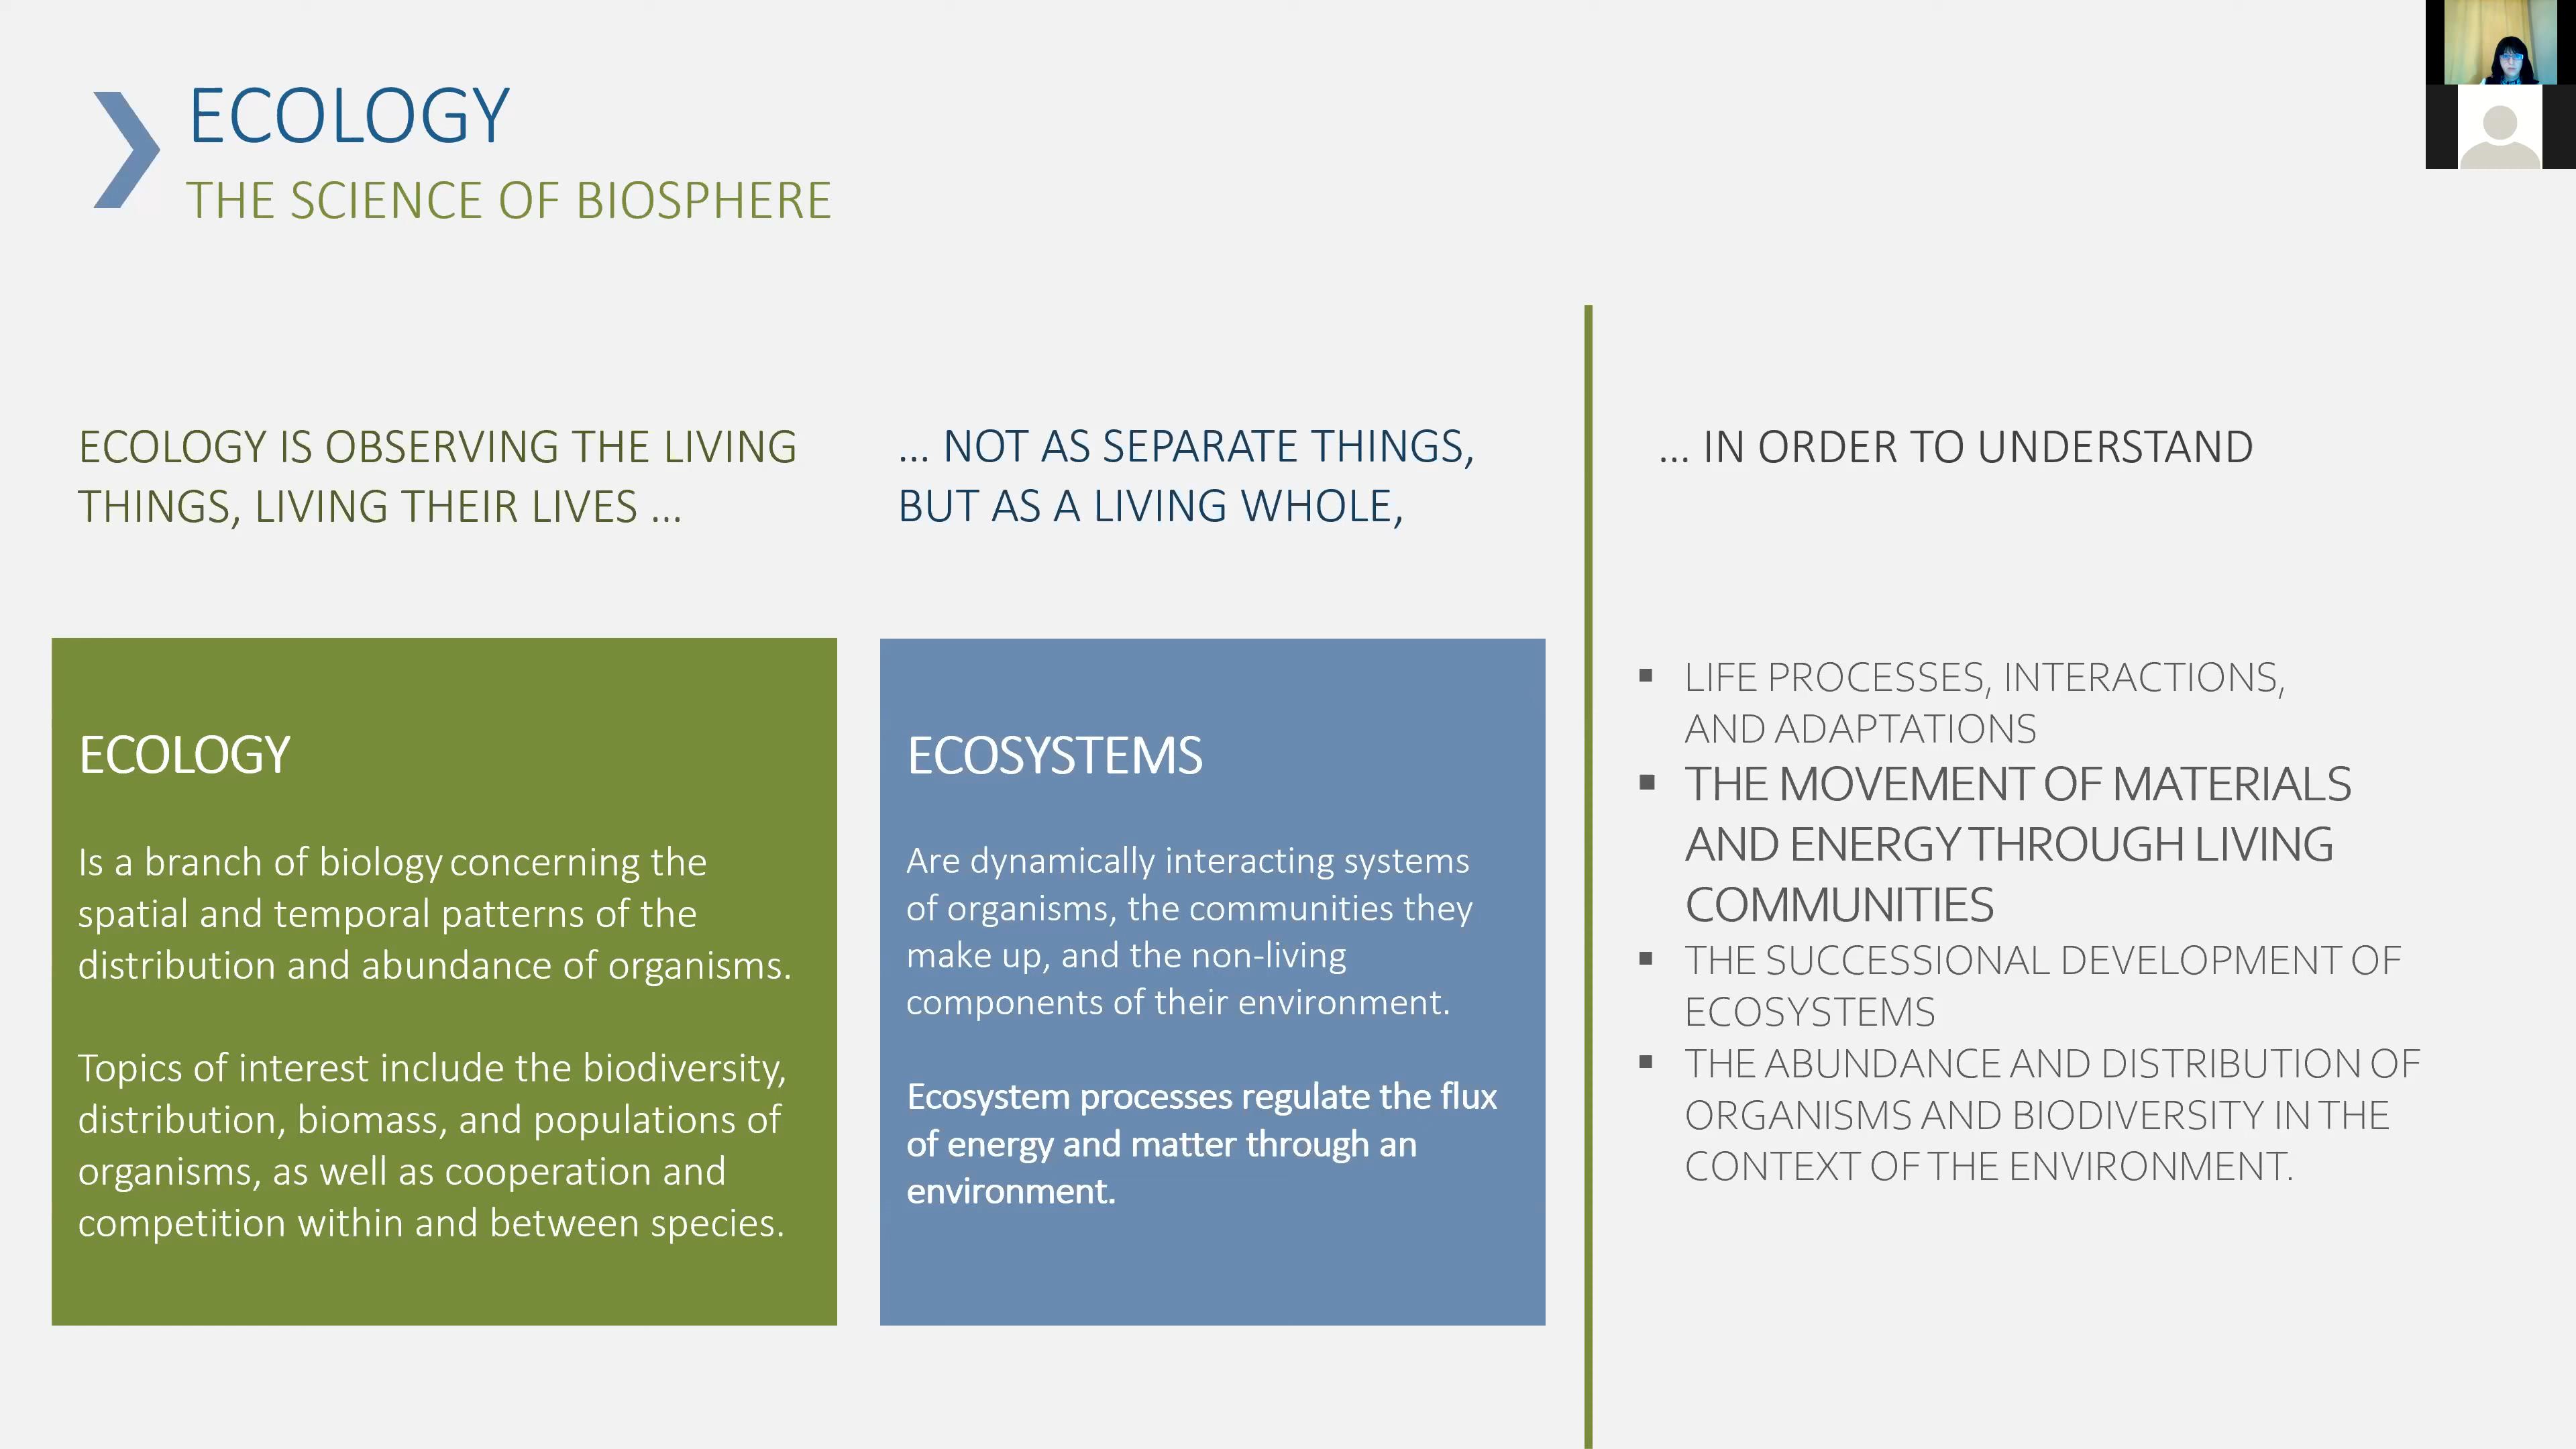 ECOLOGY
THE SCIENCE OF BIOSPHERE
ECOLOGY IS OBSERVING THE LIVING
THINGS, LIVING THEIR LIVES ...
... NOT AS SEPARATE THINGS,
BUT AS A LIVING WHOLE,
... IN ORDER TO UNDERSTAND
ECOLOGY
Is a branch of biology concerning the
spatial and temporal patterns of the
distribution and abundance of organisms.
Topics of interest include the biodiversity,
distribution, biomass, and populations of
organisms, as well as cooperation and
competition within and between species.
ECOSYSTEMS
Are dynamically interacting systems
of organisms, the communities they
make up, and the non-living
components of their environment.
Ecosystem processes regulate the flux
of energy and matter through an
environment.
▪ LIFE PROCESSES, INTERACTIONS,
AND ADAPTATIONS
▪ THE MOVEMENT OF MATERIALS
AND ENERGY THROUGH LIVING
COMMUNITIES
▪ THE SUCCESSIONAL DEVELOPMENT OF
ECOSYSTEMS
▪ THE ABUNDANCE AND DISTRIBUTION OF
ORGANISMS AND BIODIVERSITY IN THE
CONTEXT OF THE ENVIRONMENT.